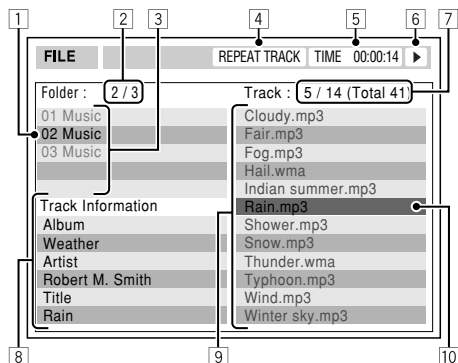 1 2 3 4 5 6 7
FILE REPEAT TRACK TIME 00:00:14
Folder : 2 / 3
01 Music
02 Music
03 Music
Track Information
Album
Weather
Artist
Robert M. Smith
Title
Rain
Track : 5 / 14 (Total 41)
Cloudy.mp3
Fair.mp3
Fog.mp3
Hail.wma
Indian summer.mp3
Rain.mp3
Shower.mp3
Snow.mp3
Thunder.wma
Typhoon.mp3
Wind.mp3
Winter sky.mp3
8 9 10